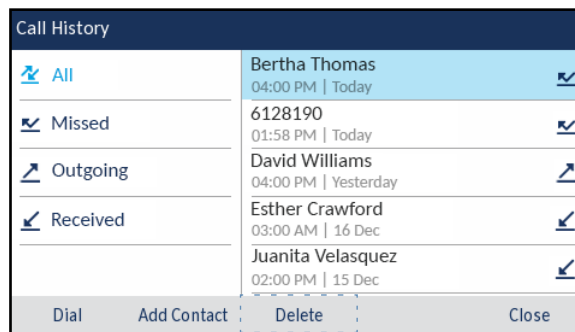 Call History
All
Missed
Outgoing
Received
Bertha Thomas
04:00 PM | Today
6128190
01:58 PM | Today
David Williams
04:00 PM | Yesterday
Esther Crawford
03:00 AM | 16 Dec
Juanita Velasquez
02:00 PM | 15 Dec
Dial Add Contact Delete Close